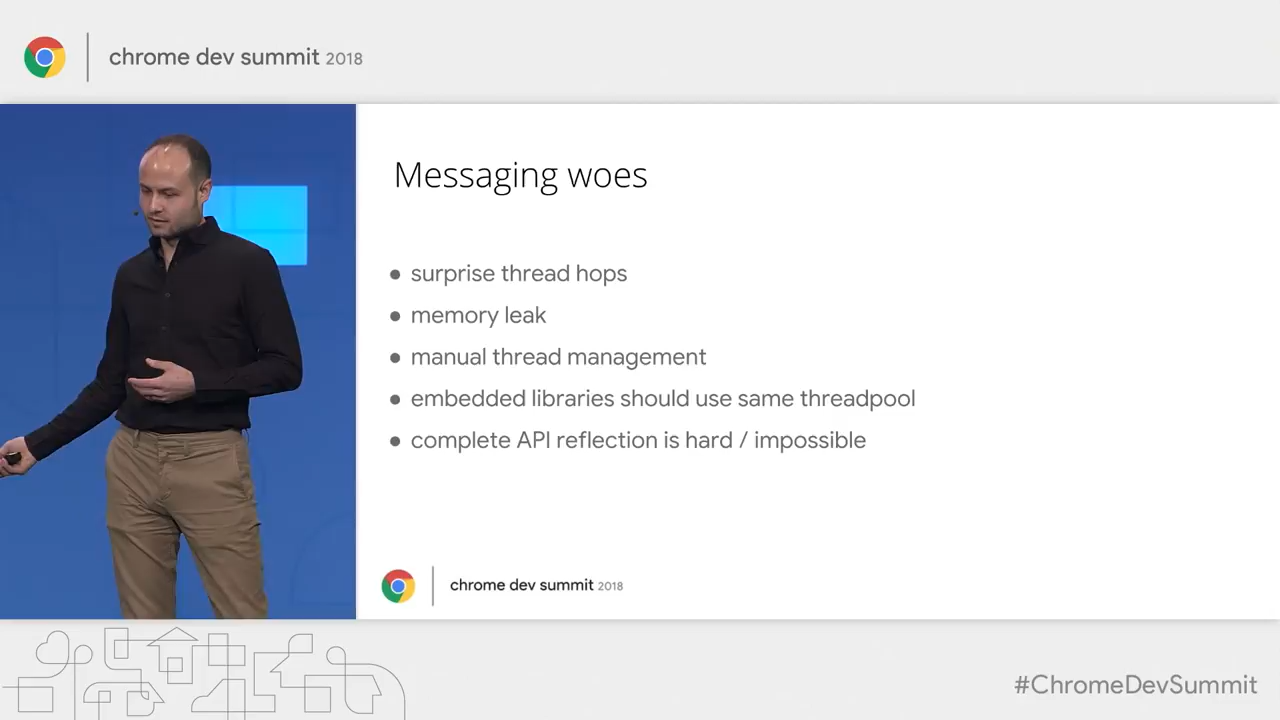 chrome dev summit 2018
Messaging woes
● surprise thread hops
● memory leak
● manual thread management
● embedded libraries should use same threadpool
● complete API reflection is hard / impossible
chrome dev summit 2018
#ChromeDevSummit